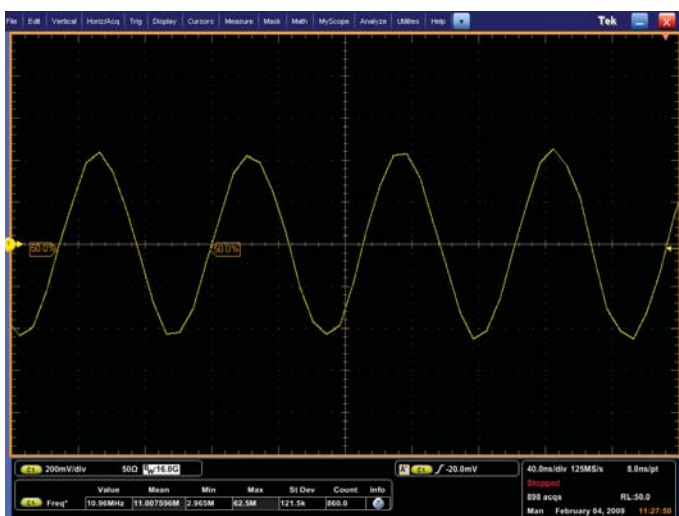 File Edit Vertical Horiz/Acq Trig Display Cursors Measure Mask Math MyScope Analyze Utilities Help Tek
1 50.0% 50.0%
C1 200mV/div 50Ω BW:16.0G A' C1 -20.0mV 40.0ns/div 125MS/s 8.0ns/pt
Stopped
Value Mean Min Max St Dev Count Info 898 acqs RL:50.0
C1 Freq* 10.96MHz 11.007596M 2.965M 62.5M 121.5k 860.0 Man February 04, 2009 11:27:50